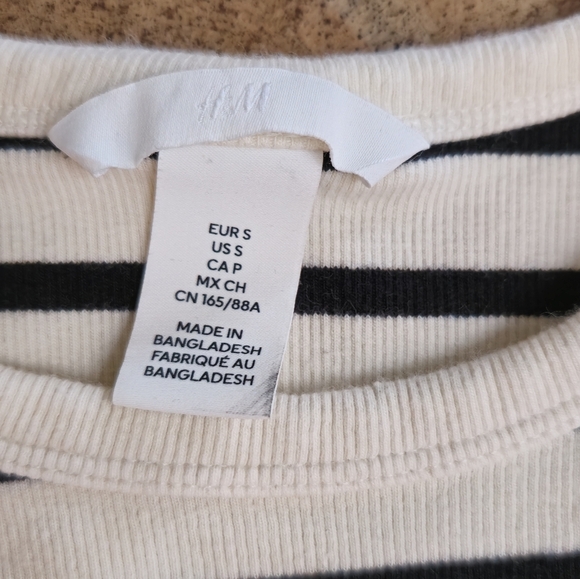 H&M
EUR S
US S
CA P
MX CH
CN 165/88A
MADE IN
BANGLADESH
FABRIQUÉ AU
BANGLADESH